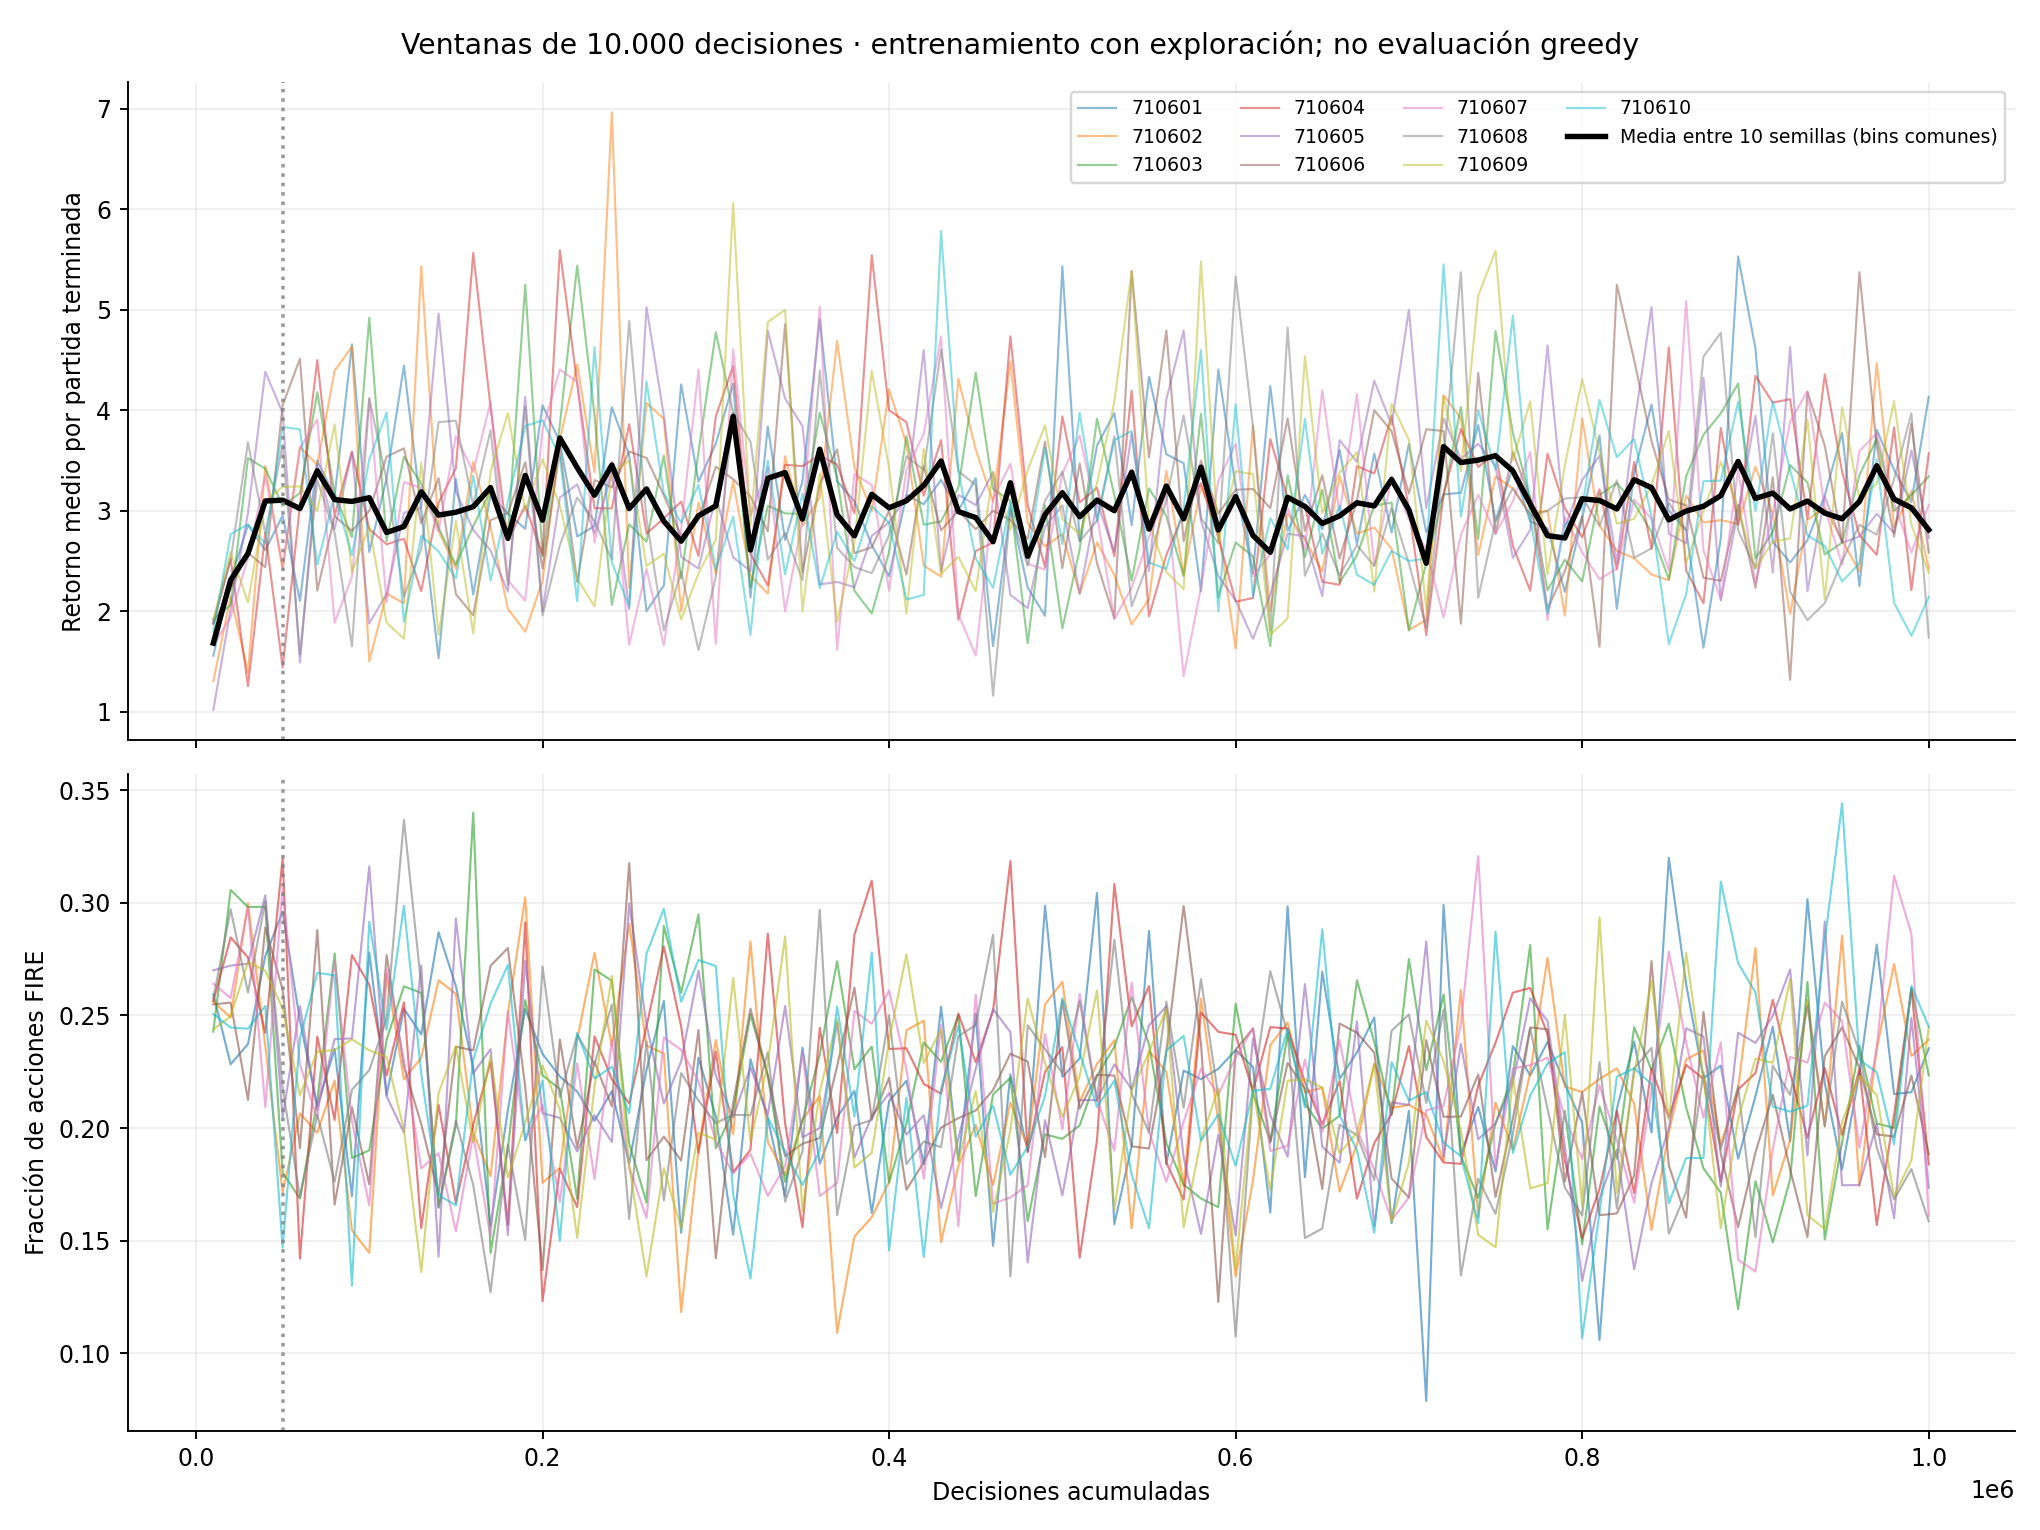 Ventanas de 10.000 decisiones · entrenamiento con exploración; no evaluación greedy
Retorno medio por partida terminada
7
6
5
4
3
2
1
710601 710604 710607 710610
710602 710605 710608 Media entre 10 semillas (bins comunes)
710603 710606 710609
Fracción de acciones FIRE
0.35
0.30
0.25
0.20
0.15
0.10
0.0 0.2 0.4 0.6 0.8 1.0
Decisiones acumuladas
1e6